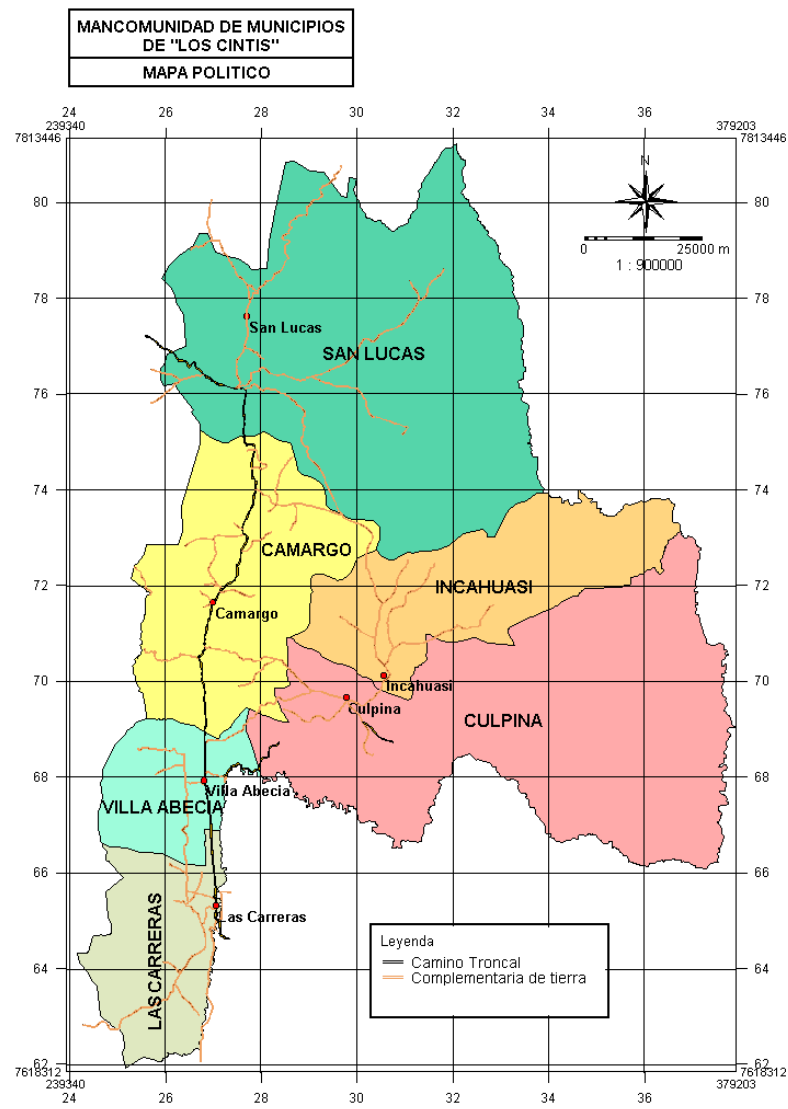 MANCOMUNIDAD DE MUNICIPIOS
DE "LOS CINTIS"
MAPA POLITICO
24 26 28 30 32 34 36
239340 379203
7813446 7813446
N
80 80
0 25000 m
1 : 900000
78 78
San Lucas
SAN LUCAS
76 76
74 74
CAMARGO
INCAHUASI
72 72
Camargo
70 70
Incahuasi
Culpina
CULPINA
68 68
Villa Abecia
VILLA ABECIA
66 66
Las Carreras
LAS CARRERAS
Leyenda
Camino Troncal
Complementaria de tierra
64 64
62 62
7618312 7618312
239340 379203
24 26 28 30 32 34 36